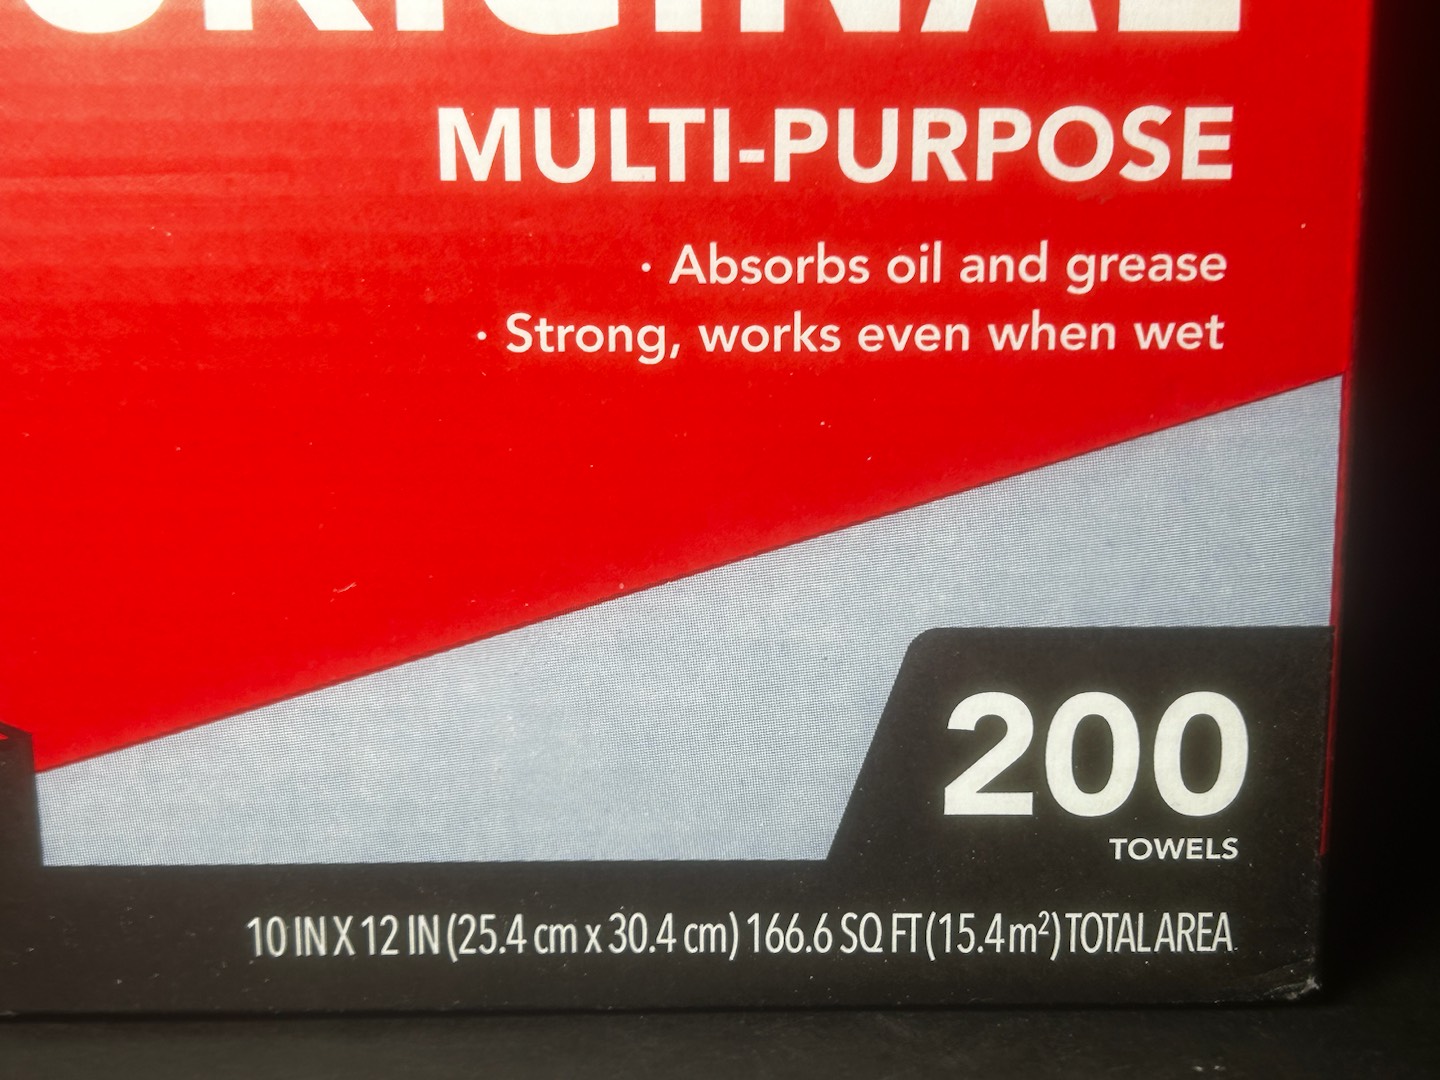 ORIGINAL
MULTI-PURPOSE
· Absorbs oil and grease
· Strong, works even when wet
200
TOWELS
10 IN X 12 IN (25.4 cm x 30.4 cm) 166.6 SQ FT (15.4 m²) TOTAL AREA